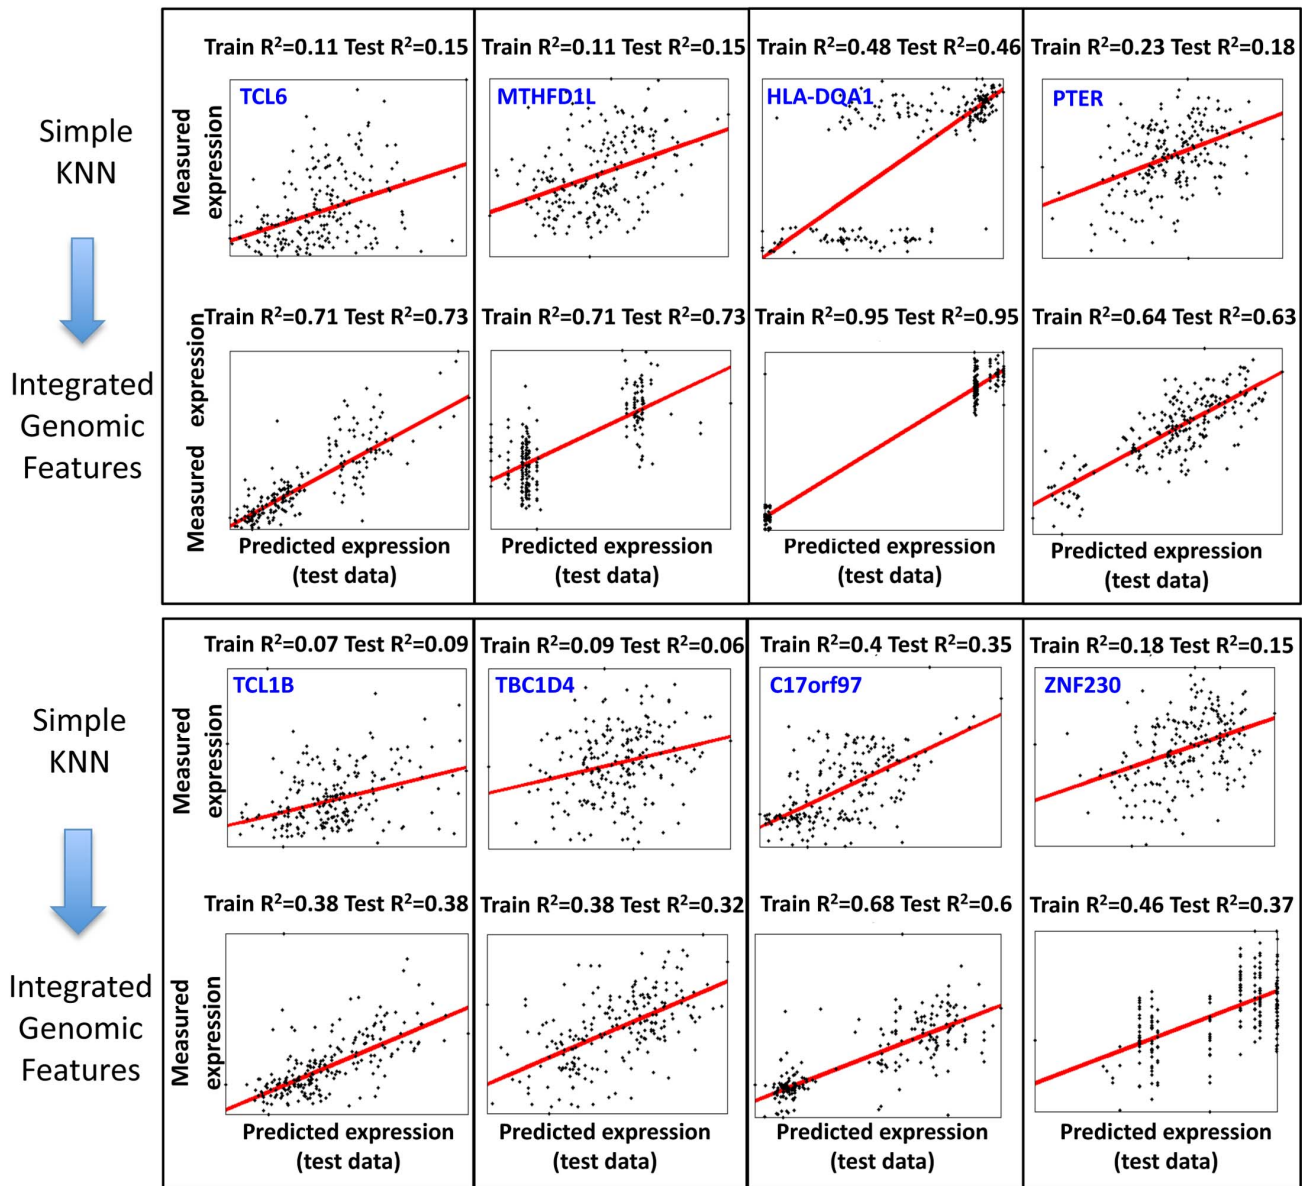 Simple
KNN
Integrated
Genomic
Features
Train R²=0.11 Test R²=0.15
TCL6
Measured
expression
Train R²=0.11 Test R²=0.15
MTHFD1L
Train R²=0.48 Test R²=0.46
HLA-DQA1
Train R²=0.23 Test R²=0.18
PTER
Train R²=0.71 Test R²=0.73
Measured expression
Predicted expression
(test data)
Train R²=0.71 Test R²=0.73
Predicted expression
(test data)
Train R²=0.95 Test R²=0.95
Predicted expression
(test data)
Train R²=0.64 Test R²=0.63
Predicted expression
(test data)
Simple
KNN
Integrated
Genomic
Features
Train R²=0.07 Test R²=0.09
TCL1B
Measured
expression
Train R²=0.09 Test R²=0.06
TBC1D4
Train R²=0.4 Test R²=0.35
C17orf97
Train R²=0.18 Test R²=0.15
ZNF230
Train R²=0.38 Test R²=0.38
Measured
expression
Predicted expression
(test data)
Train R²=0.38 Test R²=0.32
Predicted expression
(test data)
Train R²=0.68 Test R²=0.6
Predicted expression
(test data)
Train R²=0.46 Test R²=0.37
Predicted expression
(test data)